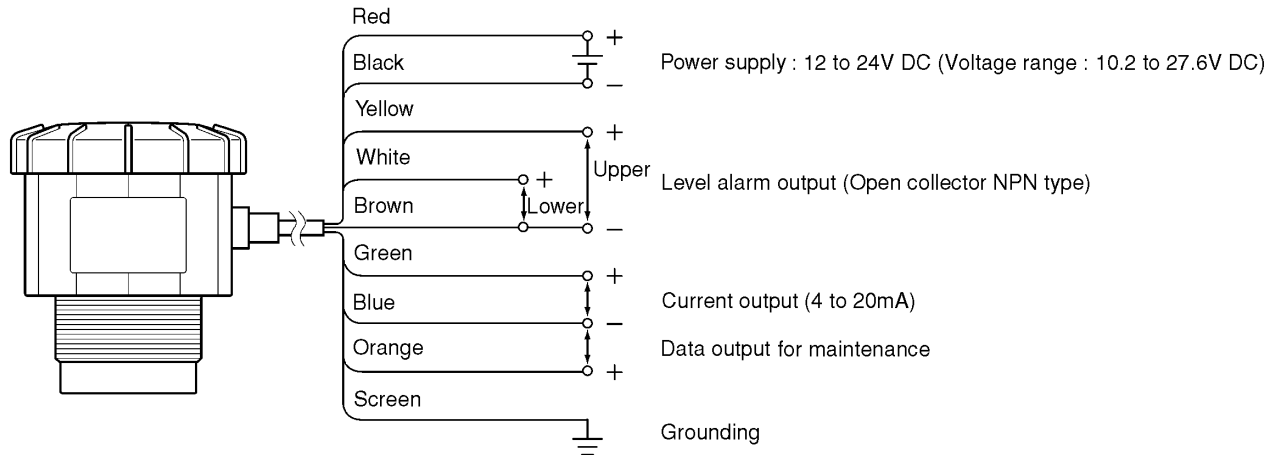 Red
+
Black
Power supply : 12 to 24V DC (Voltage range : 10.2 to 27.6V DC)
−
Yellow
+
White
Upper
+
Level alarm output (Open collector NPN type)
Brown
Lower
−
Green
+
Blue
Current output (4 to 20mA)
−
Orange
Data output for maintenance
+
Screen
Grounding